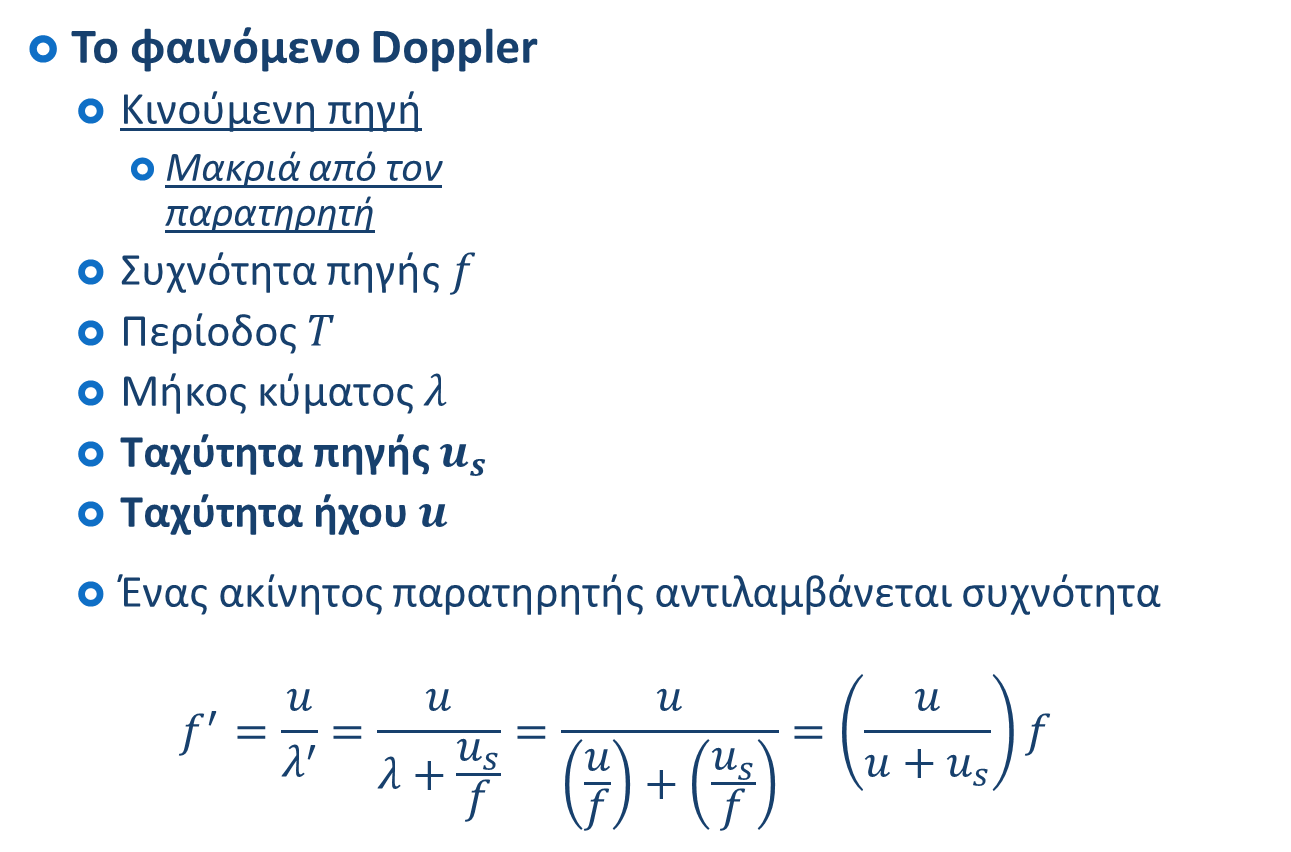 Το φαινόμενο Doppler
Κινούμενη πηγή
Μακριά από τον
παρατηρητή
Συχνότητα πηγής f
Περίοδος T
Μήκος κύματος λ
Ταχύτητα πηγής u_s
Ταχύτητα ήχου u
Ένας ακίνητος παρατηρητής αντιλαμβάνεται συχνότητα
f′ = u/λ′ = u/(λ + u_s/f) = u/((u/f) + (u_s/f)) = (u/(u + u_s)) f